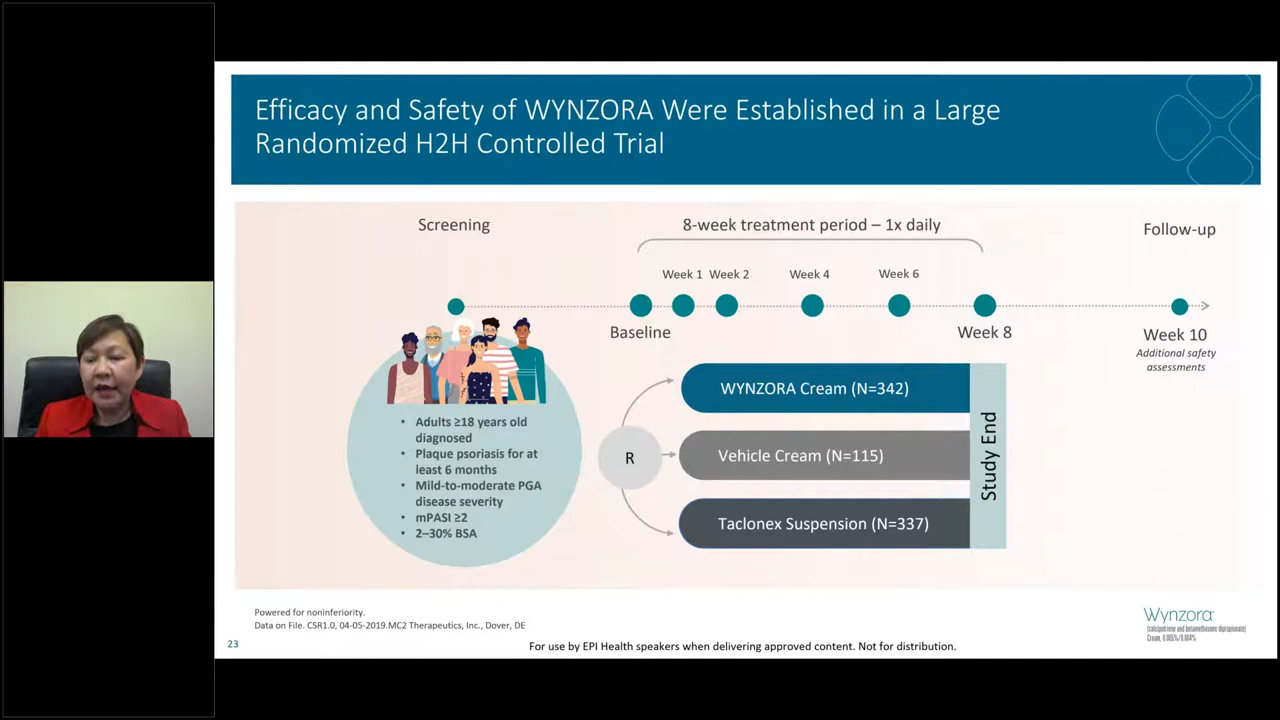 Efficacy and Safety of WYNZORA Were Established in a Large
Randomized H2H Controlled Trial
Screening
8-week treatment period – 1x daily
Follow-up
Week 1
Week 2
Week 4
Week 6
Baseline
Week 8
Week 10
Additional safety
assessments
• Adults ≥18 years old
diagnosed
• Plaque psoriasis for at
least 6 months
• Mild-to-moderate PGA
disease severity
• mPASI ≥2
• 2–30% BSA
R
WYNZORA Cream (N=342)
Vehicle Cream (N=115)
Taclonex Suspension (N=337)
Study End
Powered for noninferiority.
Data on File. CSR1.0, 04-05-2019.MC2 Therapeutics, Inc., Dover, DE
23
For use by EPI Health speakers when delivering approved content. Not for distribution.
Wynzora
(calcipotriene and betamethasone dipropionate)
Cream, 0.005%/0.064%